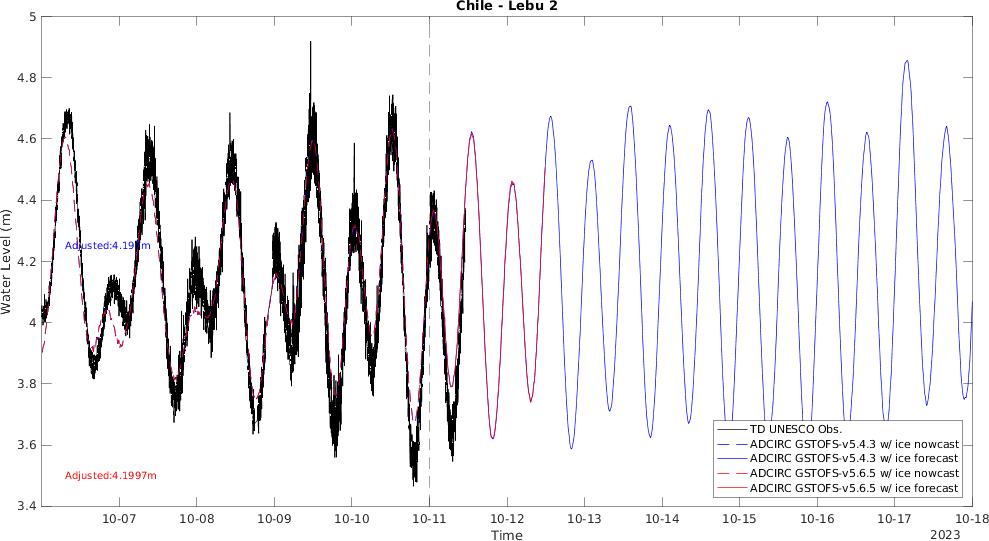 Chile - Lebu 2
5
4.8
4.6
4.4
4.2
4
3.8
3.6
3.4
Water Level (m)
Adjusted:4.1997m
TD UNESCO Obs.
ADCIRC GSTOFS-v5.4.3 w/ ice nowcast
ADCIRC GSTOFS-v5.4.3 w/ ice forecast
ADCIRC GSTOFS-v5.6.5 w/ ice nowcast
ADCIRC GSTOFS-v5.6.5 w/ ice forecast
10-07
10-08
10-09
10-10
10-11
10-12
10-13
10-14
10-15
10-16
10-17
10-18
Time
2023